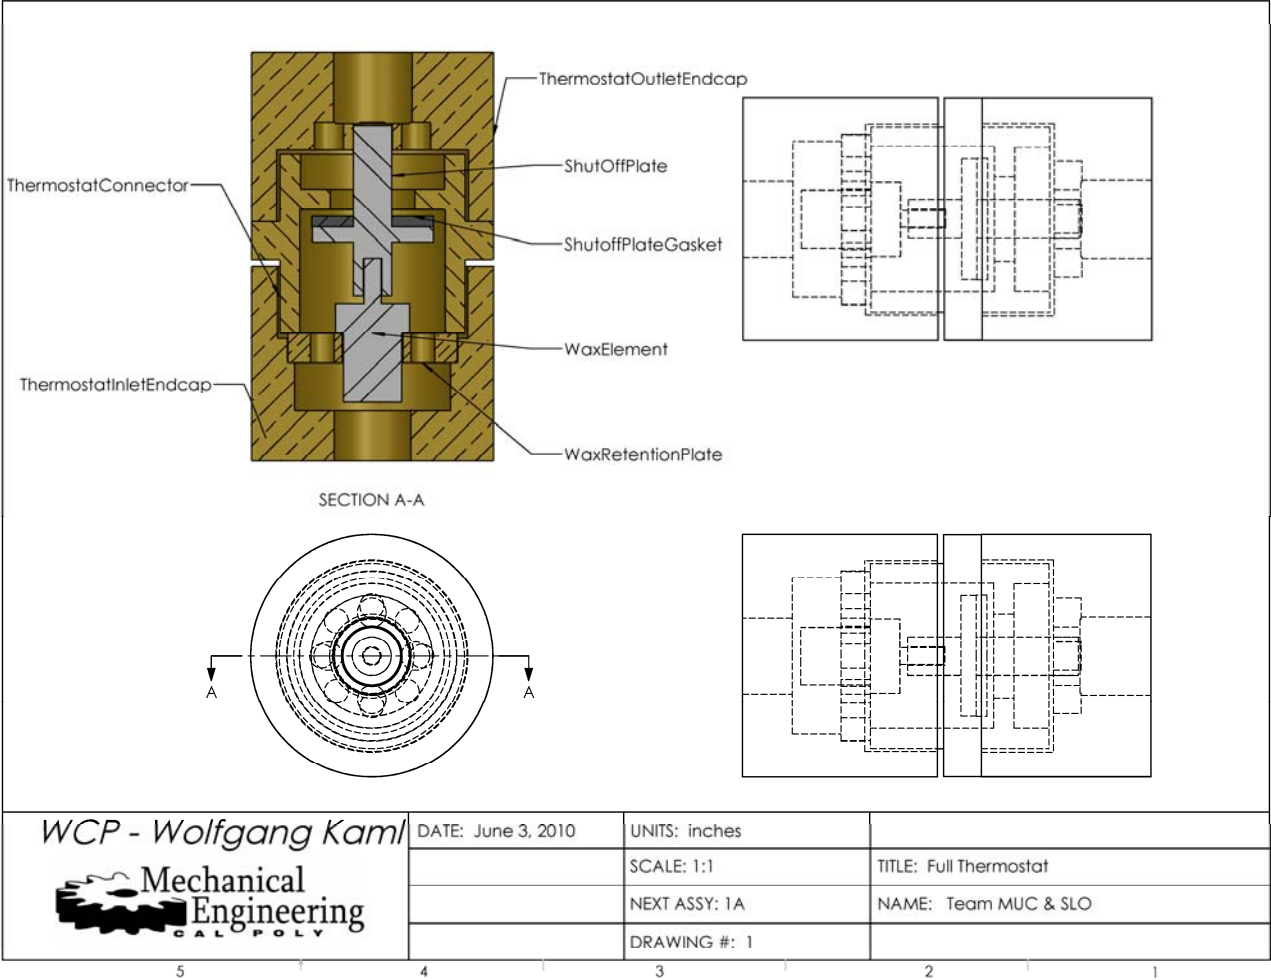 ThermostatOutletEndcap
ShutOffPlate
ThermostatConnector
ShutoffPlateGasket
WaxElement
ThermostatInletEndcap
WaxRetentionPlate
SECTION A-A
A
A
WCP - Wolfgang Kaml
DATE: June 3, 2010
UNITS: inches
SCALE: 1:1
TITLE: Full Thermostat
NEXT ASSY: 1A
NAME: Team MUC & SLO
DRAWING #: 1
Mechanical
Engineering
CAL POLY
5
4
3
2
1